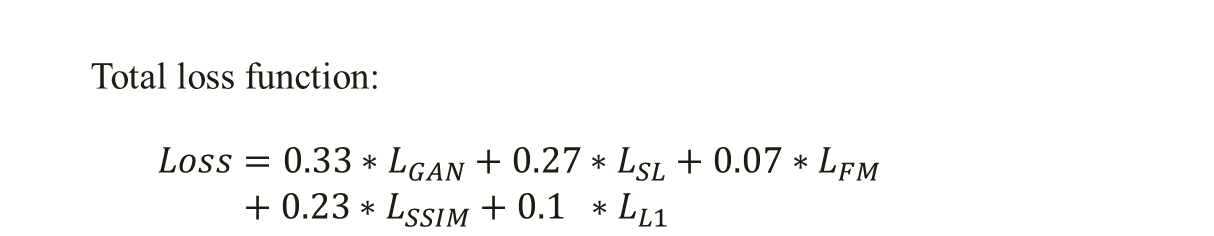 Total loss function:
Loss = 0.33 * L_GAN + 0.27 * L_SL + 0.07 * L_FM
+ 0.23 * L_SSIM + 0.1 * L_L1